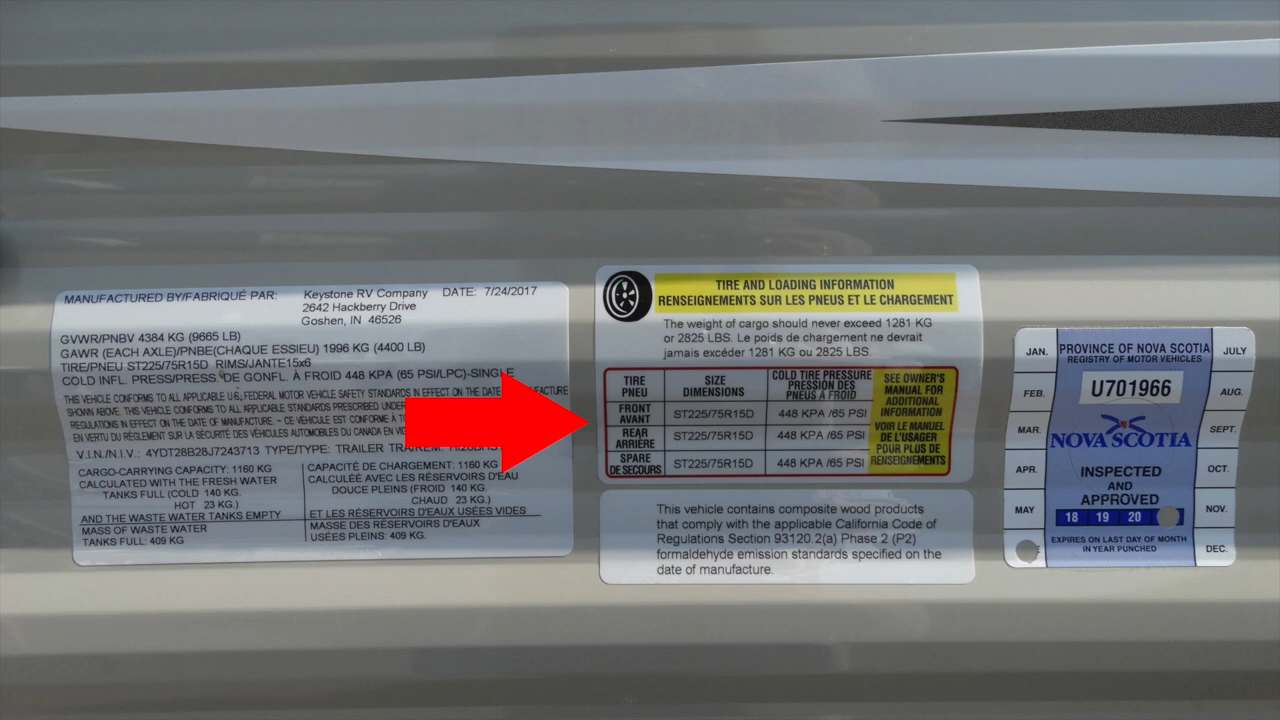 MANUFACTURED BY/FABRIQUÉ PAR: Keystone RV Company DATE: 7/24/2017
2642 Hackberry Drive
Goshen, IN 46526
GVWR/PNBV 4384 KG (9665 LB)
GAWR (EACH AXLE)/PNBE(CHAQUE ESSIEU) 1996 KG (4400 LB)
TIRE/PNEU ST225/75R15D RIMS/JANTE15x6
COLD INFL. PRESS/PRESS DE GONFL. À FROID 448 KPA (65 PSI/LPC)-SINGLE
THIS VEHICLE CONFORMS TO ALL APPLICABLE U.S. FEDERAL MOTOR VEHICLE SAFETY STANDARDS IN EFFECT ON THE DATE
SHOWN ABOVE. THIS VEHICLE CONFORMS TO ALL APPLICABLE STANDARDS PRESCRIBED UNDER
REGULATIONS IN EFFECT ON THE DATE OF MANUFACTURE. - CE VÉHICULE EST CONFORME À
EN VERTU DU RÈGLEMENT SUR LA SÉCURITÉ DES VÉHICULES AUTOMOBILES DU CANADA EN
V.I.N./N.I.V.: 4YDT28B28J7243713 TYPE/TYPE: TRAILER
CARGO-CARRYING CAPACITY: 1160 KG
CALCULATED WITH THE FRESH WATER
TANKS FULL (COLD 140 KG.
HOT 23 KG.)
AND THE WASTE WATER TANKS EMPTY
MASS OF WASTE WATER
TANKS FULL: 409 KG
CAPACITÉ DE CHARGEMENT: 1160 KG
CALCULÉE AVEC LES RÉSERVOIRS D'EAU
DOUCE PLEINS (FROID 140 KG.
CHAUD 23 KG.)
ET LES RÉSERVOIRS D'EAUX USÉES VIDES
MASSE DES RÉSERVOIRS D'EAUX
USÉES PLEINS: 409 KG.
TIRE AND LOADING INFORMATION
RENSEIGNEMENTS SUR LES PNEUS ET LE CHARGEMENT
The weight of cargo should never exceed 1281 KG
or 2825 LBS. Le poids de chargement ne devrait
jamais excéder 1281 KG ou 2825 LBS.
TIRE
PNEU
SIZE
DIMENSIONS
COLD TIRE PRESSURE
PRESSION DES
PNEUS À FROID
FRONT
AVANT
ST225/75R15D
448 KPA /65 PSI
REAR
ARRIÈRE
ST225/75R15D
448 KPA /65 PSI
SPARE
DE SECOURS
ST225/75R15D
448 KPA /65 PSI
SEE OWNER'S
MANUAL FOR
ADDITIONAL
INFORMATION
VOIR LE MANUEL
DE L'USAGER
POUR PLUS DE
RENSEIGNEMENTS
This vehicle contains composite wood products
that comply with the applicable California Code of
Regulations Section 93120.2(a) Phase 2 (P2)
formaldehyde emission standards specified on the
date of manufacture.
PROVINCE OF NOVA SCOTIA
REGISTRY OF MOTOR VEHICLES
U701966
NOVA SCOTIA
INSPECTED
AND
APPROVED
18 19 20
EXPIRES ON LAST DAY OF MONTH
IN YEAR PUNCHED
JAN.
FEB.
MAR.
APR.
MAY
JULY
AUG.
SEPT.
OCT.
NOV.
DEC.